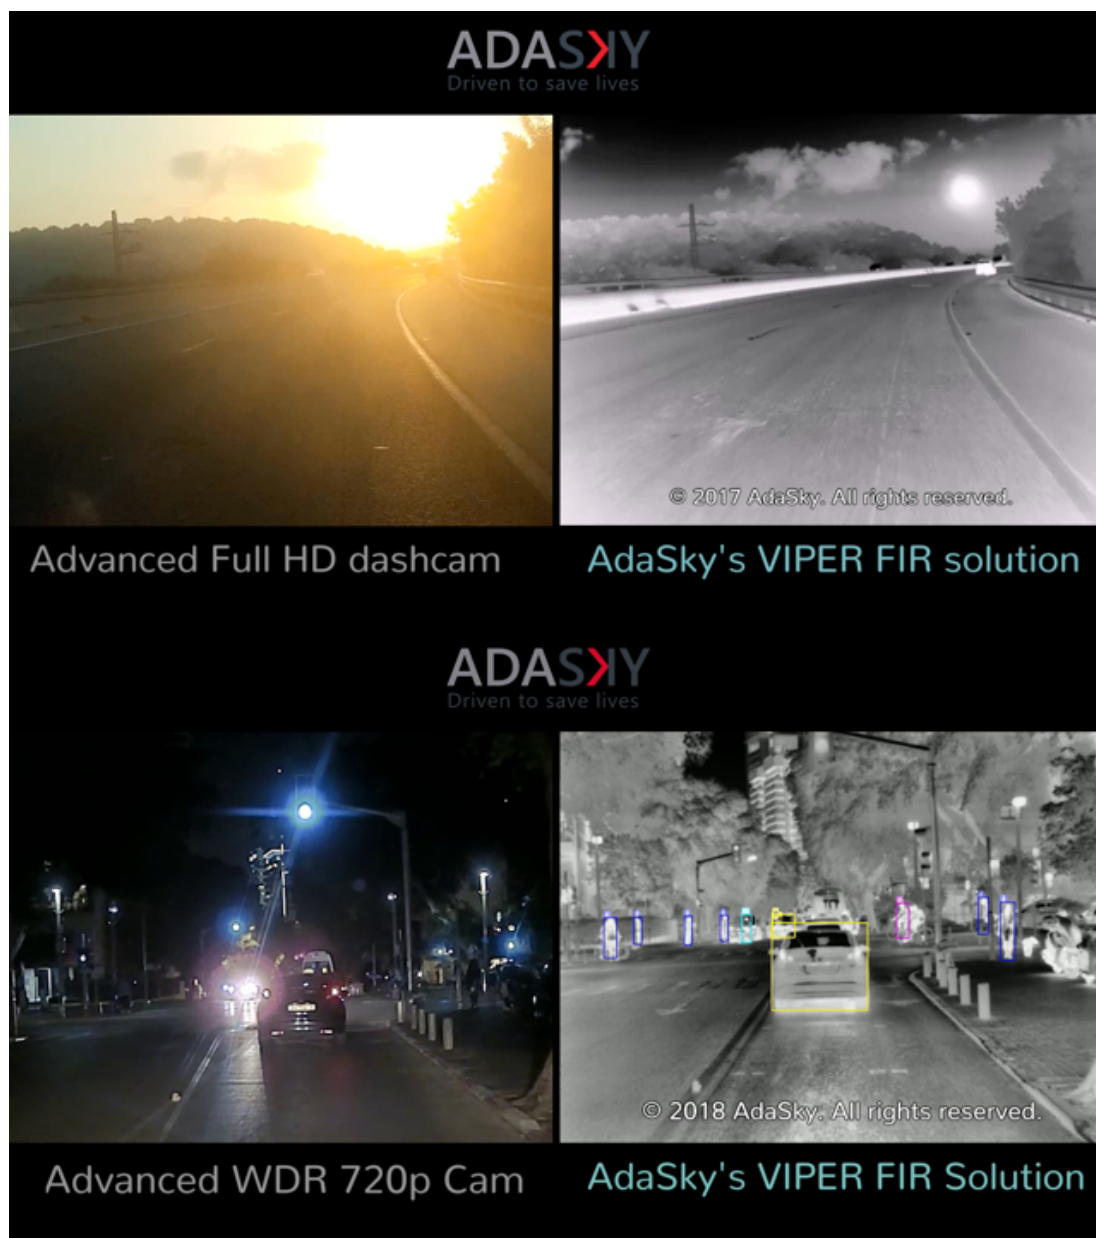 ADASKY
Driven to save lives
© 2017 AdaSky. All rights reserved.
Advanced Full HD dashcam
AdaSky's VIPER FIR solution
ADASKY
Driven to save lives
© 2018 AdaSky. All rights reserved.
Advanced WDR 720p Cam
AdaSky's VIPER FIR Solution